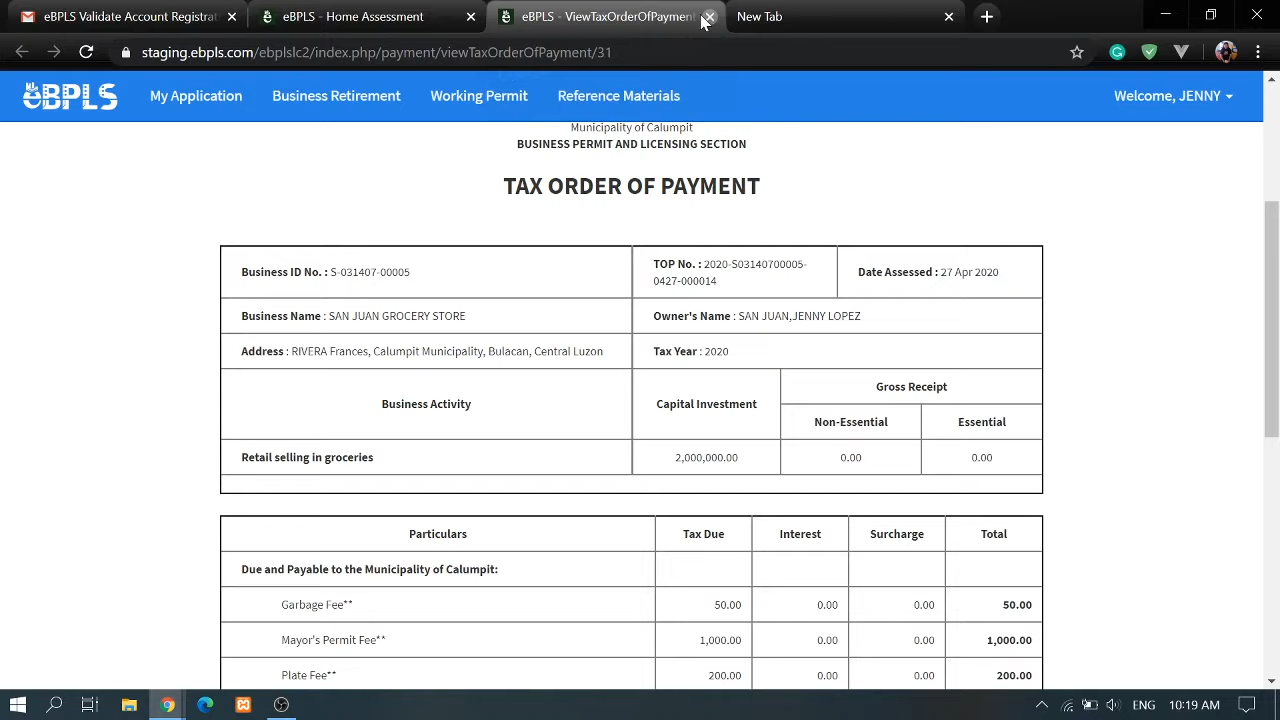 eBPLS Validate Account Registrat
eBPLS - Home Assessment
eBPLS - ViewTaxOrderOfPayment
New Tab
staging.ebpls.com/ebplslc2/index.php/payment/viewTaxOrderOfPayment/31
eBPLS
My Application
Business Retirement
Working Permit
Reference Materials
Welcome, JENNY
Municipality of Calumpit
BUSINESS PERMIT AND LICENSING SECTION
TAX ORDER OF PAYMENT
Business ID No. : S-031407-00005
TOP No. : 2020-S03140700005-
0427-000014
Date Assessed : 27 Apr 2020
Business Name : SAN JUAN GROCERY STORE
Owner's Name : SAN JUAN,JENNY LOPEZ
Address : RIVERA Frances, Calumpit Municipality, Bulacan, Central Luzon
Tax Year : 2020
Business Activity
Capital Investment
Gross Receipt
Non-Essential
Essential
Retail selling in groceries
2,000,000.00
0.00
0.00
Particulars
Tax Due
Interest
Surcharge
Total
Due and Payable to the Municipality of Calumpit:
Garbage Fee**
50.00
0.00
0.00
50.00
Mayor's Permit Fee**
1,000.00
0.00
0.00
1,000.00
Plate Fee**
200.00
0.00
0.00
200.00
ENG
10:19 AM